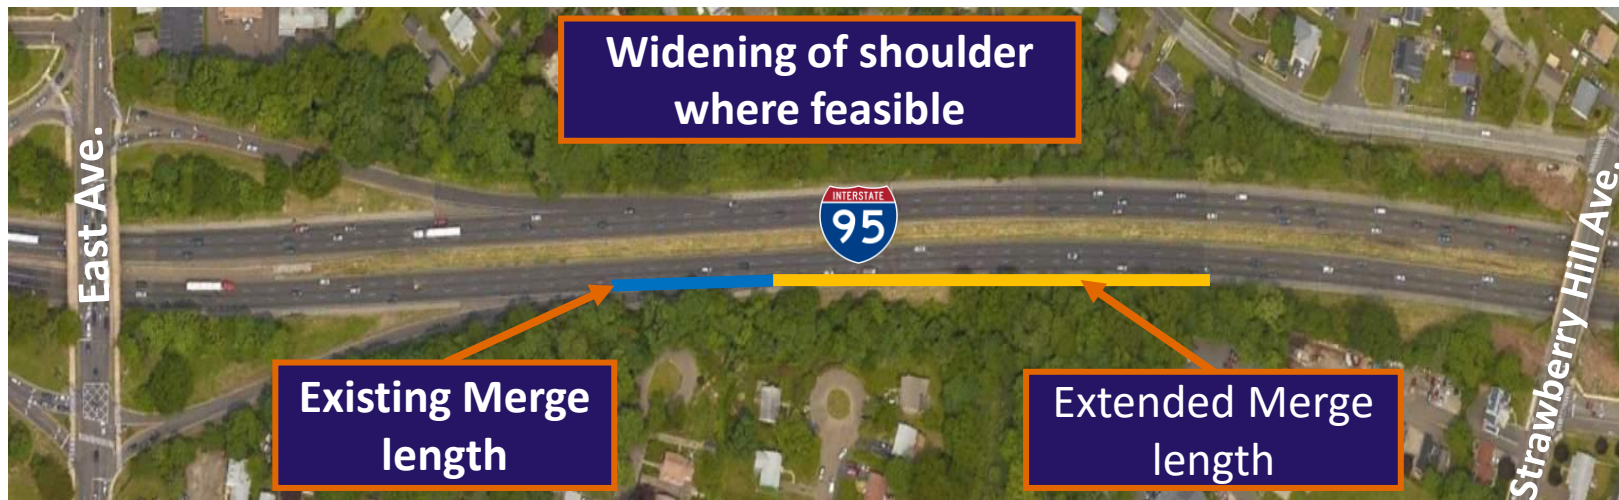 Widening of shoulder
where feasible
East Ave.
INTERSTATE
95
Strawberry Hill Ave.
Existing Merge
length
Extended Merge
length